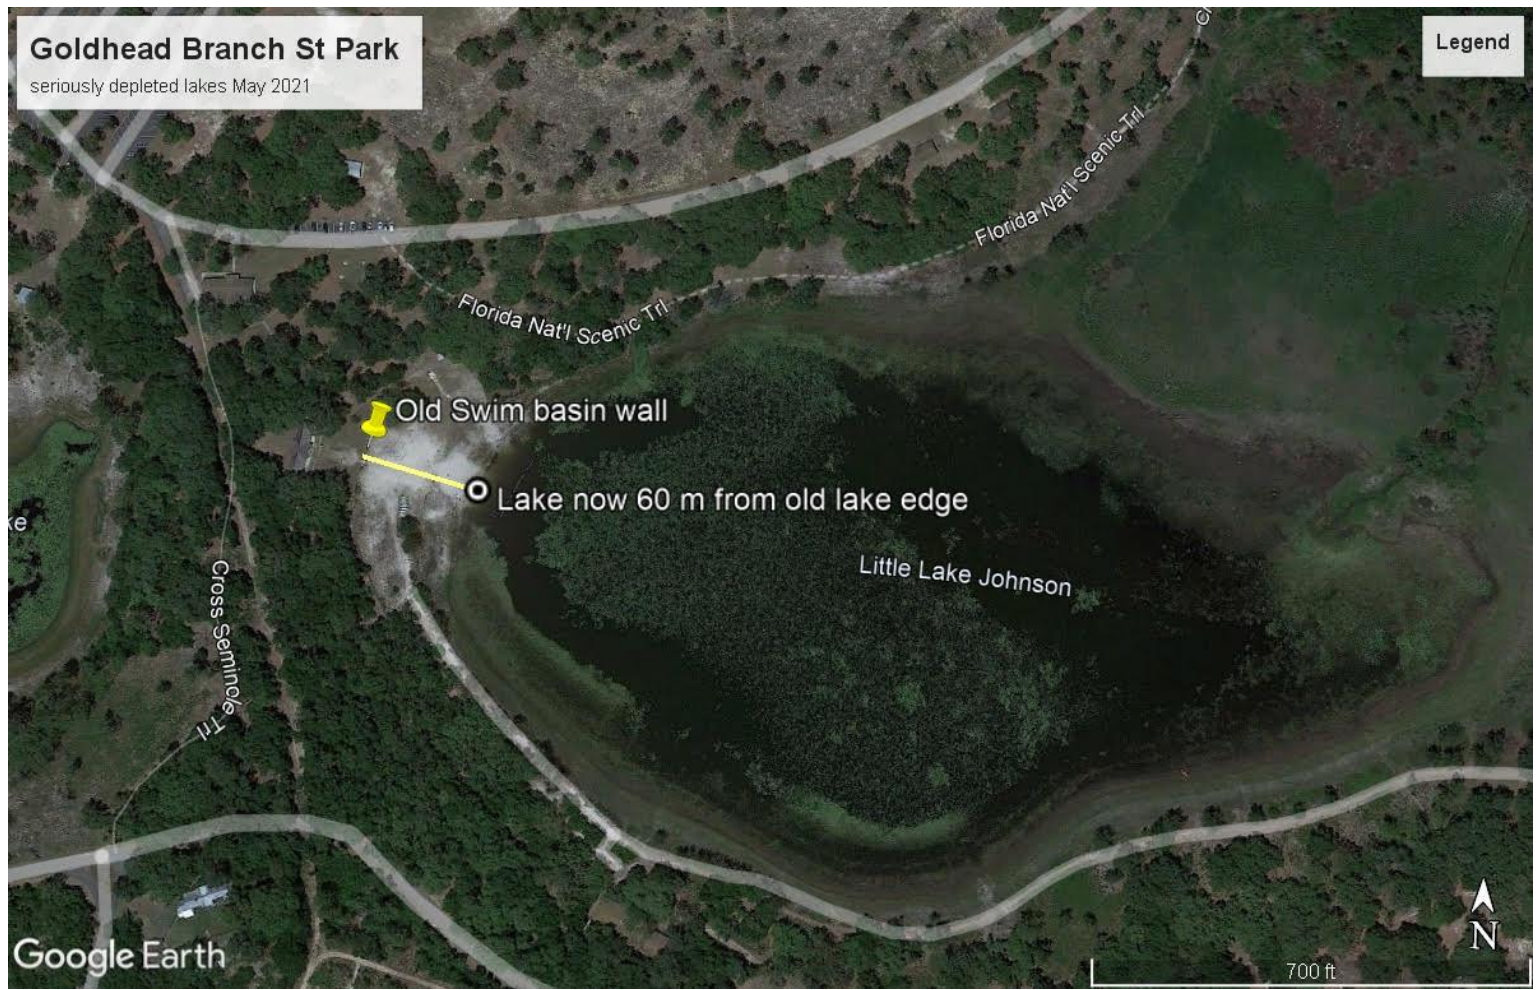 Goldhead Branch St Park
seriously depleted lakes May 2021
Legend
Florida Nat'l Scenic Trl
Florida Nat'l Scenic Trl
Old Swim basin wall
Lake now 60 m from old lake edge
Little Lake Johnson
Cross Seminole Trl
Google Earth
N
700 ft